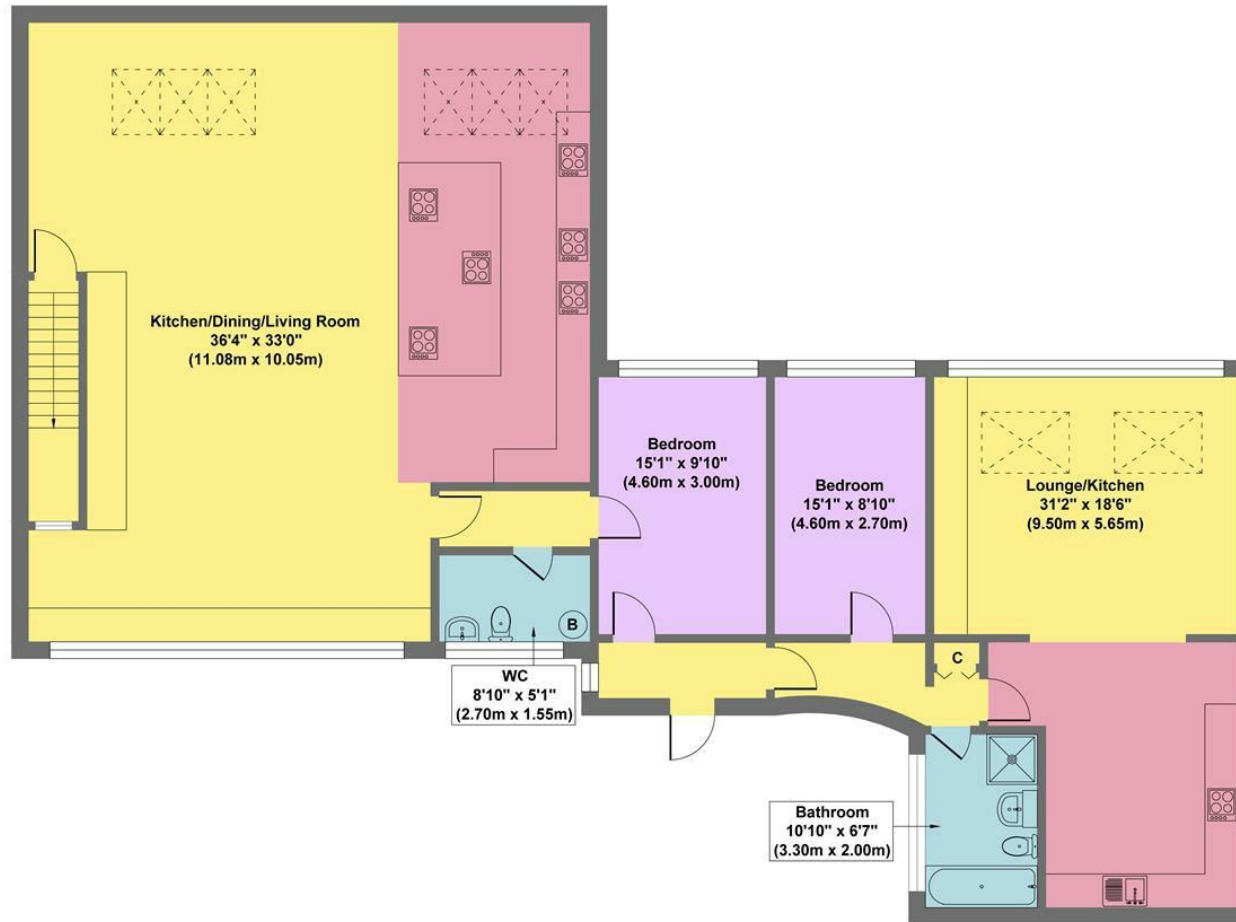 Kitchen/Dining/Living Room
36'4" x 33'0"
(11.08m x 10.05m)
Bedroom
15'1" x 9'10"
(4.60m x 3.00m)
Bedroom
15'1" x 8'10"
(4.60m x 2.70m)
Lounge/Kitchen
31'2" x 18'6"
(9.50m x 5.65m)
B
WC
8'10" x 5'1"
(2.70m x 1.55m)
C
Bathroom
10'10" x 6'7"
(3.30m x 2.00m)